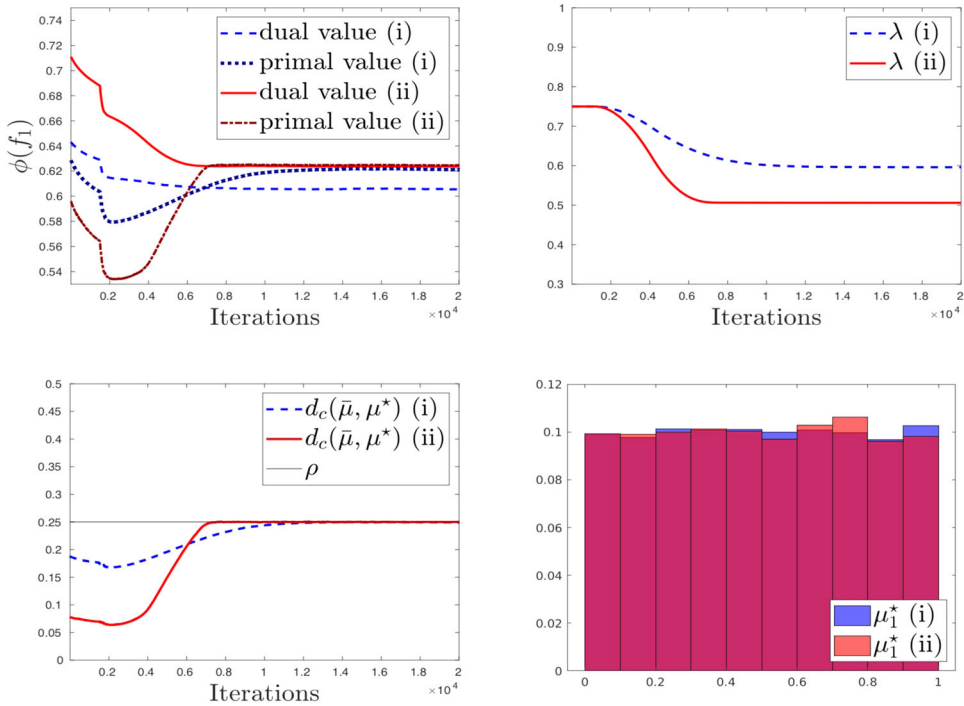 0.74
0.72
0.7
0.68
0.66
0.64
0.62
0.6
0.58
0.56
0.54
ϕ(f₁)
dual value (i)
primal value (i)
dual value (ii)
primal value (ii)
0.2 0.4 0.6 0.8 1 1.2 1.4 1.6 1.8 2
Iterations
×10⁴
1
0.9
0.8
0.7
0.6
0.5
0.4
0.3
λ (i)
λ (ii)
0.2 0.4 0.6 0.8 1 1.2 1.4 1.6 1.8 2
Iterations
×10⁴
0.5
0.45
0.4
0.35
0.3
0.25
0.2
0.15
0.1
0.05
0
d_c(μ̄, μ⋆) (i)
d_c(μ̄, μ⋆) (ii)
ρ
0.2 0.4 0.6 0.8 1 1.2 1.4 1.6 1.8 2
Iterations
×10⁴
0.12
0.1
0.08
0.06
0.04
0.02
0
μ₁⋆ (i)
μ₁⋆ (ii)
0 0.2 0.4 0.6 0.8 1